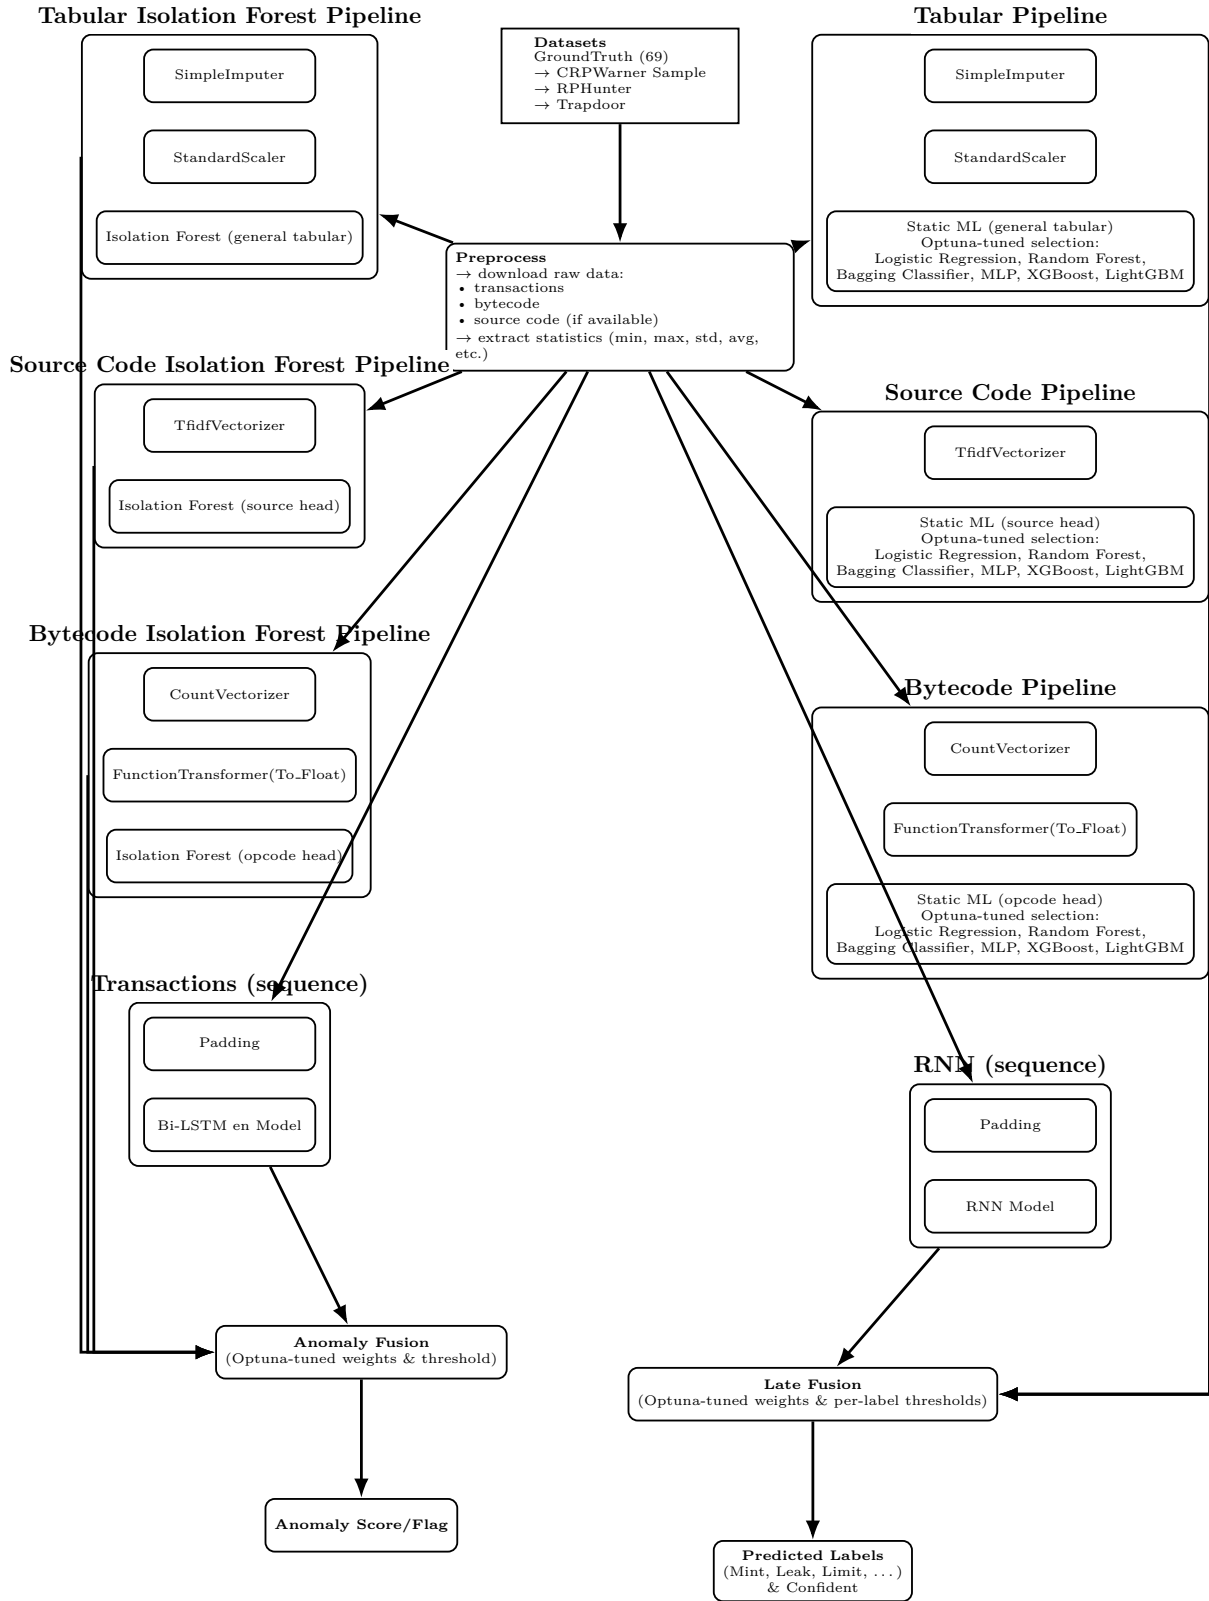 Tabular Isolation Forest Pipeline
SimpleImputer
StandardScaler
Isolation Forest (general tabular)
Datasets
GroundTruth (69)
→ CRPWarner Sample
→ RPHunter
→ Trapdoor
Tabular Pipeline
SimpleImputer
StandardScaler
Static ML (general tabular)
Optuna-tuned selection:
Logistic Regression, Random Forest,
Bagging Classifier, MLP, XGBoost, LightGBM
Preprocess
→ download raw data:
• transactions
• bytecode
• source code (if available)
→ extract statistics (min, max, std, avg,
etc.)
Source Code Isolation Forest Pipeline
TfidfVectorizer
Isolation Forest (source head)
Source Code Pipeline
TfidfVectorizer
Static ML (source head)
Optuna-tuned selection:
Logistic Regression, Random Forest,
Bagging Classifier, MLP, XGBoost, LightGBM
Bytecode Isolation Forest Pipeline
CountVectorizer
FunctionTransformer(To_Float)
Isolation Forest (opcode head)
Bytecode Pipeline
CountVectorizer
FunctionTransformer(To_Float)
Static ML (opcode head)
Optuna-tuned selection:
Logistic Regression, Random Forest,
Bagging Classifier, MLP, XGBoost, LightGBM
Transactions (sequence)
Padding
Bi-LSTM en Model
RNN (sequence)
Padding
RNN Model
Anomaly Fusion
(Optuna-tuned weights & threshold)
Late Fusion
(Optuna-tuned weights & per-label thresholds)
Anomaly Score/Flag
Predicted Labels
(Mint, Leak, Limit, ...)
& Confident